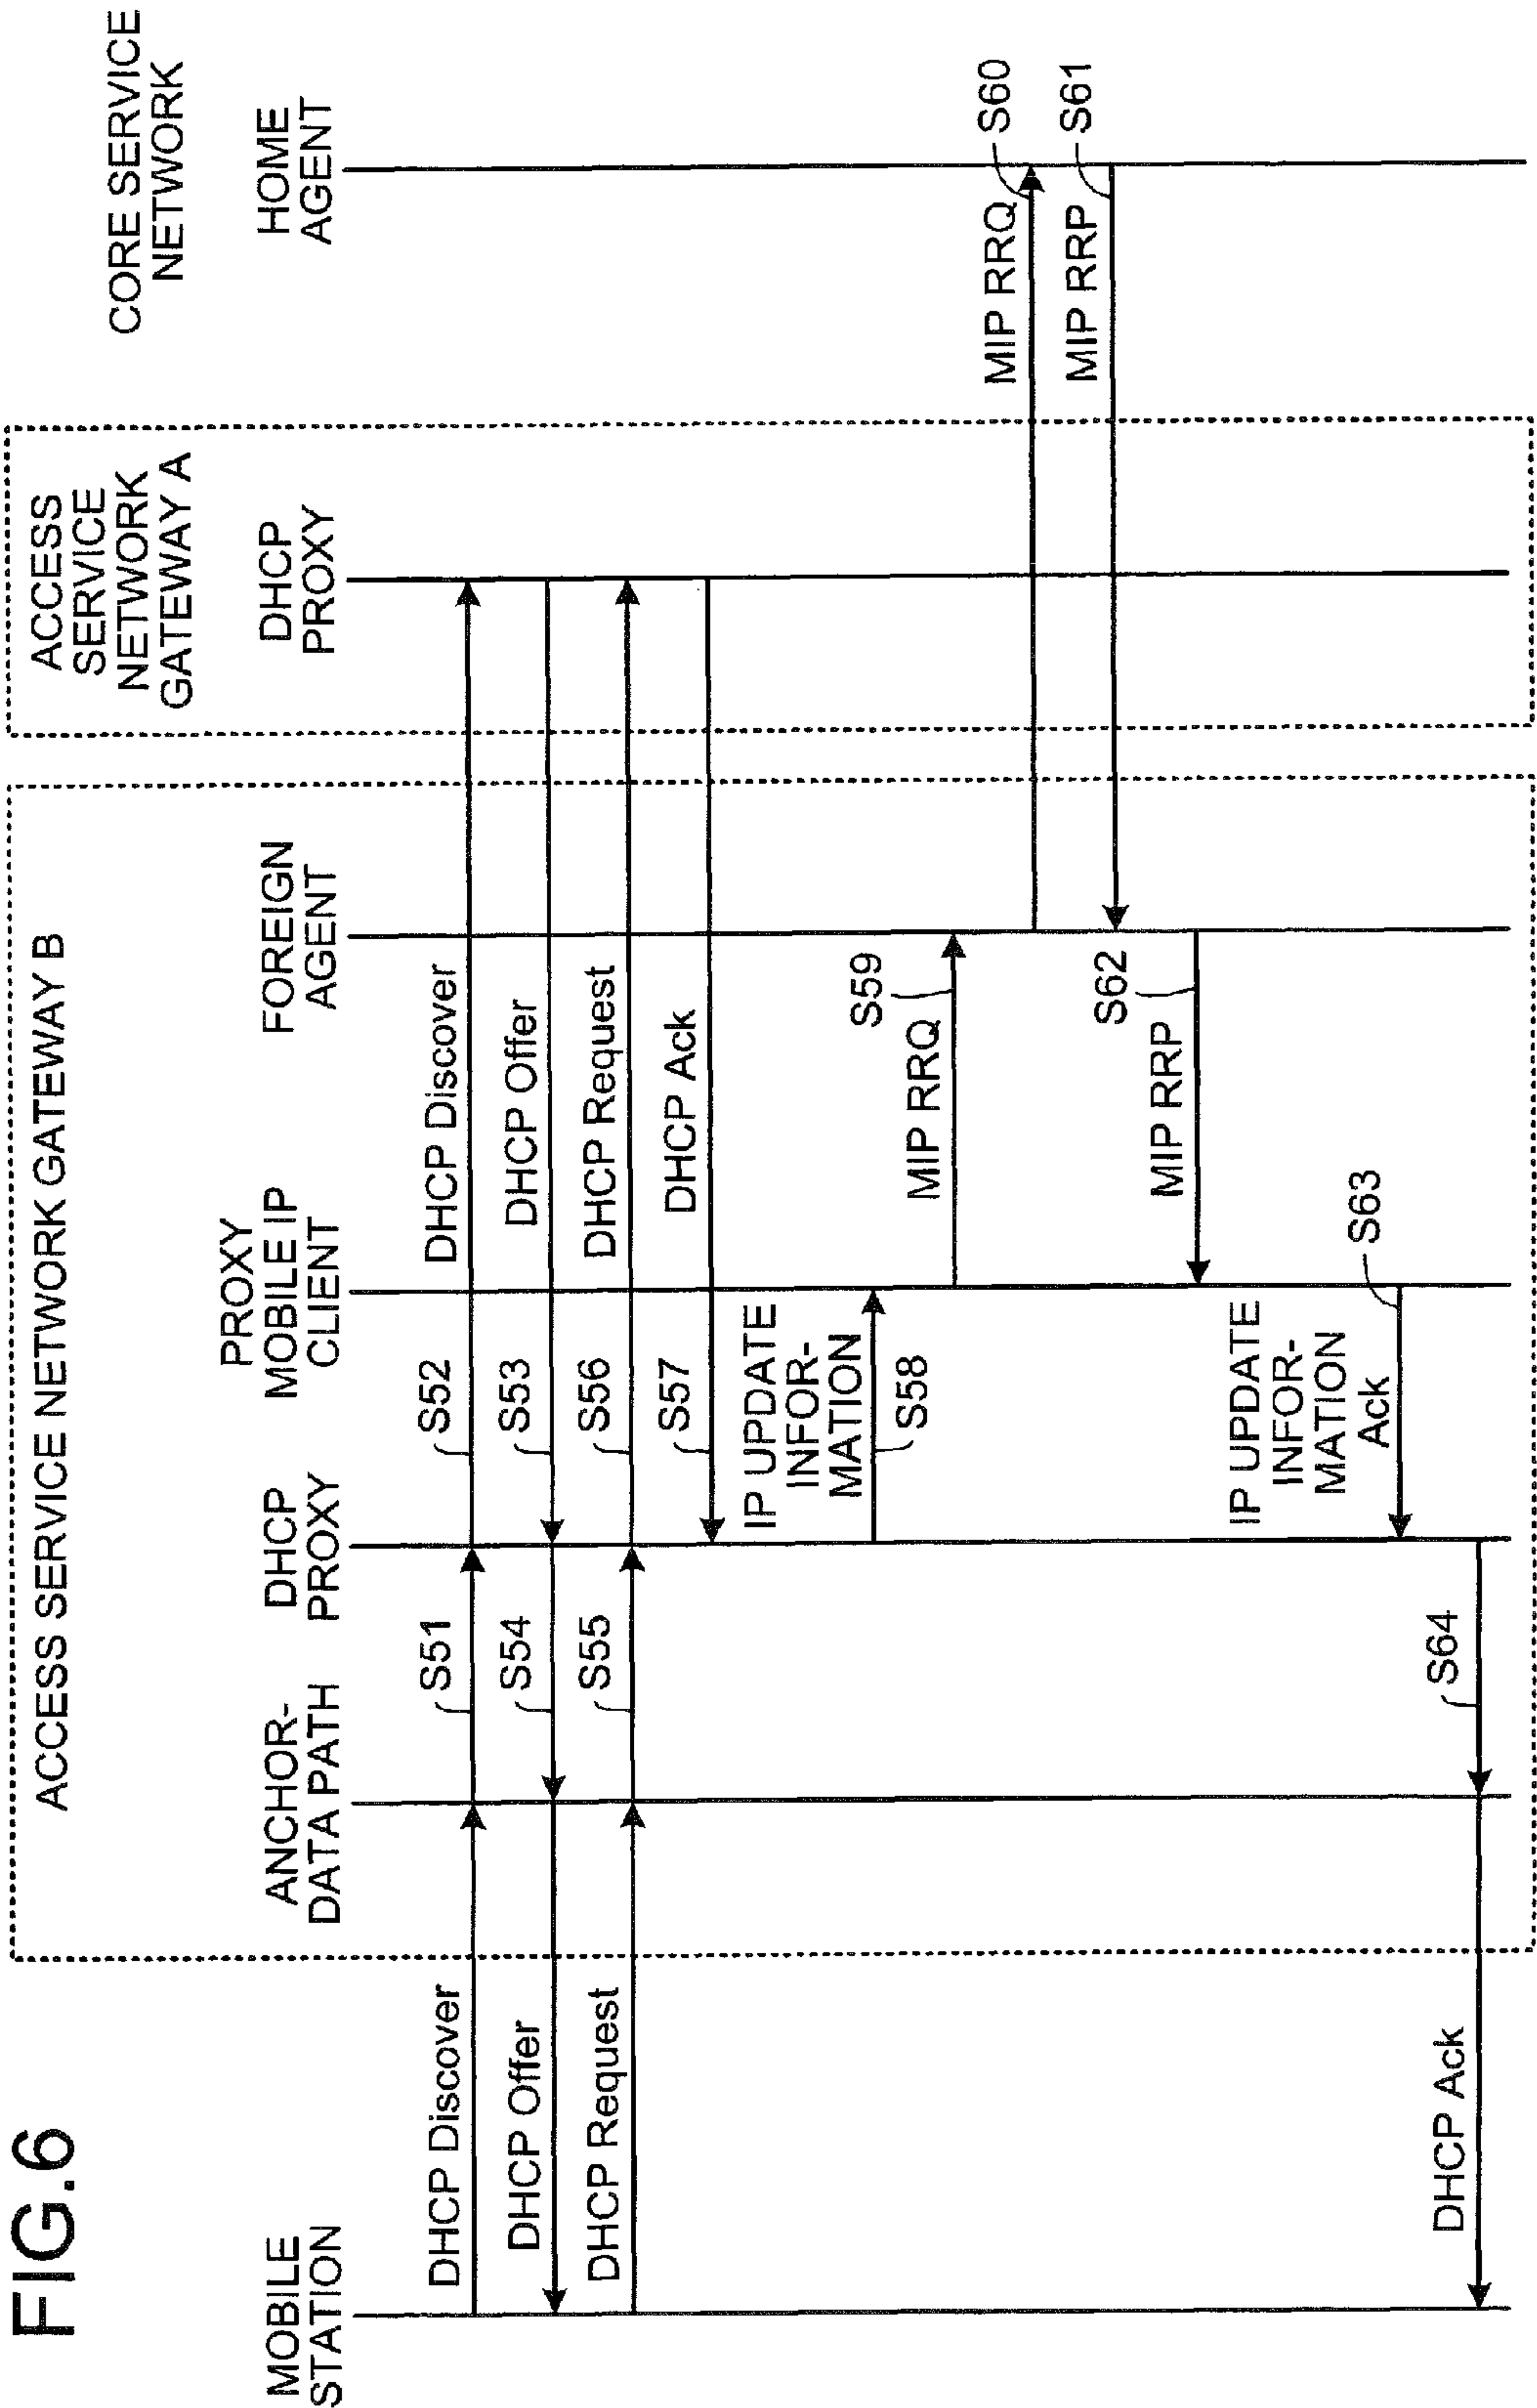 FIG.6
MOBILE
STATION
ACCESS SERVICE NETWORK GATEWAY B
ANCHOR-
DATA PATH
DHCP
PROXY
PROXY
MOBILE IP
CLIENT
FOREIGN
AGENT
ACCESS
SERVICE
NETWORK
GATEWAY A
DHCP
PROXY
CORE SERVICE
NETWORK
HOME
AGENT
DHCP Discover
S51
S52
DHCP Discover
DHCP Offer
S54
S53
DHCP Offer
DHCP Request
S55
S56
DHCP Request
S57
DHCP Ack
IP UPDATE
INFOR-
MATION
S58
MIP RRQ
S59
MIP RRQ
S60
MIP RRP
S61
S62
MIP RRP
IP UPDATE
INFOR-
MATION
Ack
S63
DHCP Ack
S64